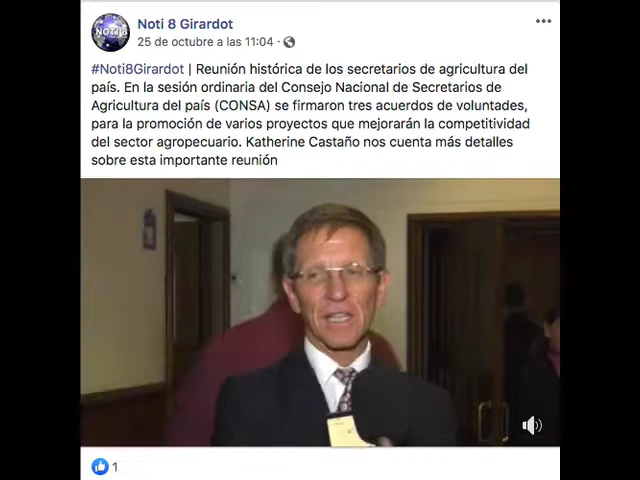 NOTI 8
Noti 8 Girardot
25 de octubre a las 11:04 ·
#Noti8Girardot | Reunión histórica de los secretarios de agricultura del
país. En la sesión ordinaria del Consejo Nacional de Secretarios de
Agricultura del país (CONSA) se firmaron tres acuerdos de voluntades,
para la promoción de varios proyectos que mejorarán la competitividad
del sector agropecuario. Katherine Castaño nos cuenta más detalles
sobre esta importante reunión
1